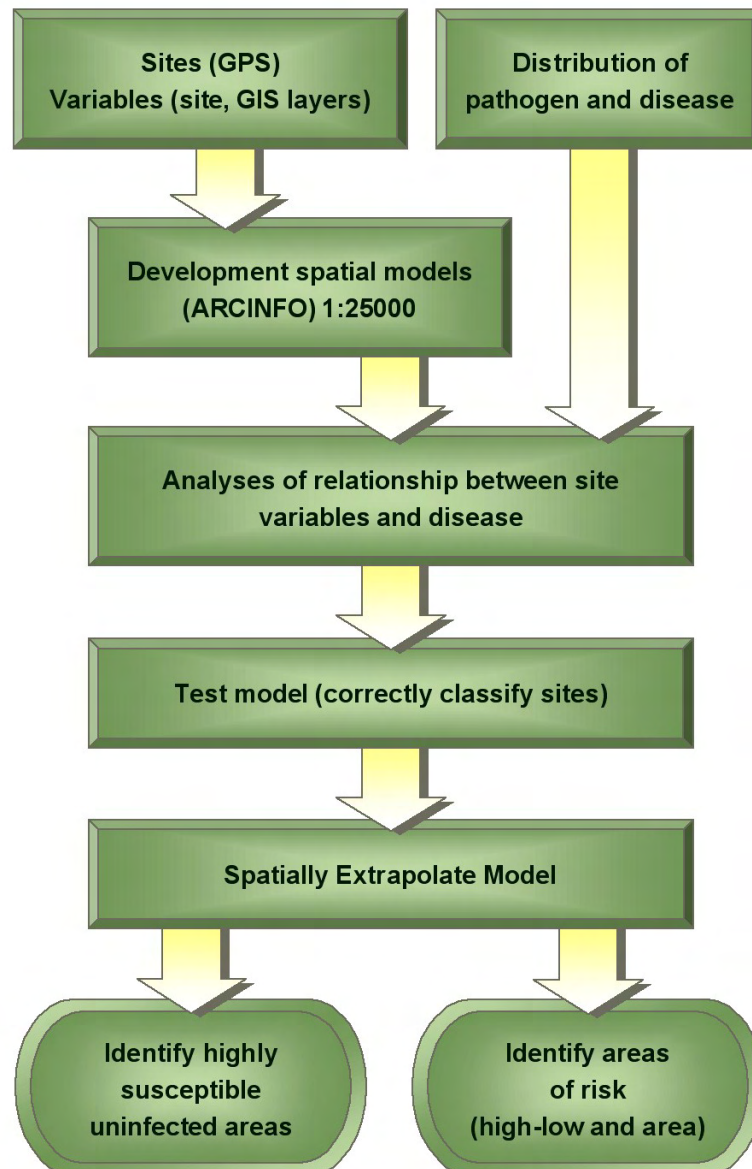 Sites (GPS)
Variables (site, GIS layers)
Distribution of
pathogen and disease
Development spatial models
(ARCINFO) 1:25000
Analyses of relationship between site
variables and disease
Test model (correctly classify sites)
Spatially Extrapolate Model
Identify highly
susceptible
uninfected areas
Identify areas
of risk
(high-low and area)